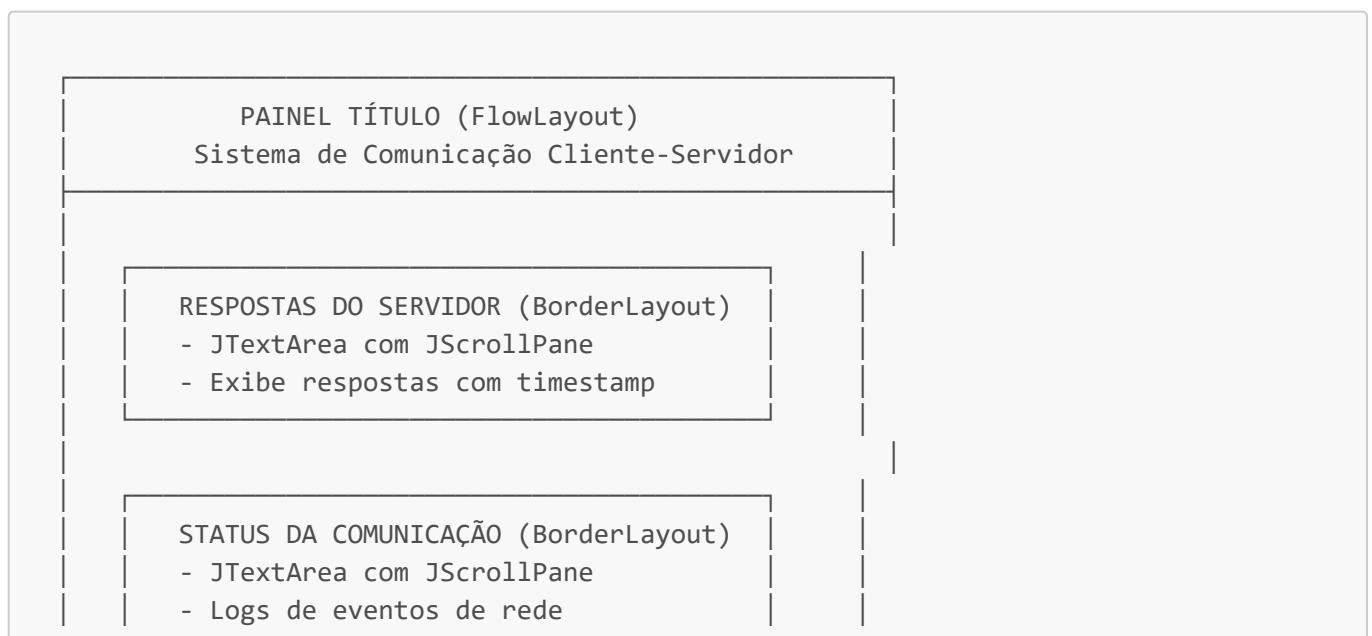 PAINEL TÍTULO (FlowLayout)
Sistema de Comunicação Cliente-Servidor
RESPOSTAS DO SERVIDOR (BorderLayout)
- JTextArea com JScrollPane
- Exibe respostas com timestamp
STATUS DA COMUNICAÇÃO (BorderLayout)
- JTextArea com JScrollPane
- Logs de eventos de rede